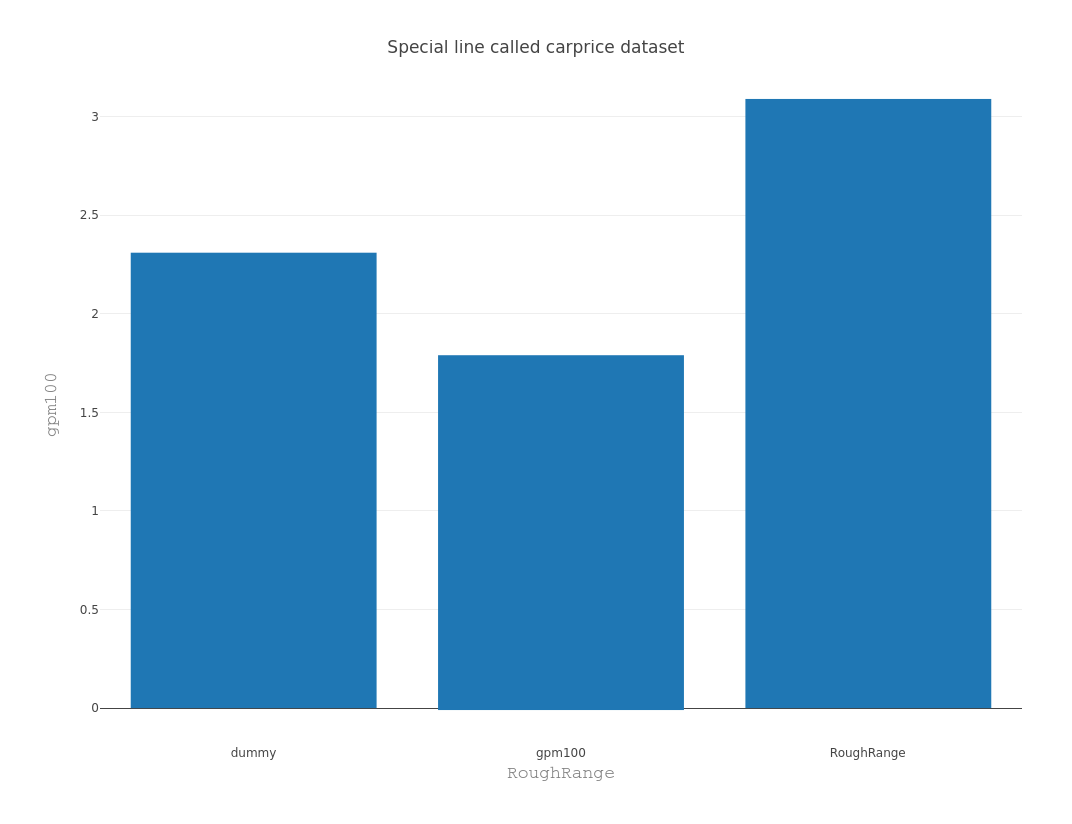 Special line called carprice dataset
3
2.5
2
1.5
1
0.5
0
gpm100
dummy
gpm100
RoughRange
RoughRange